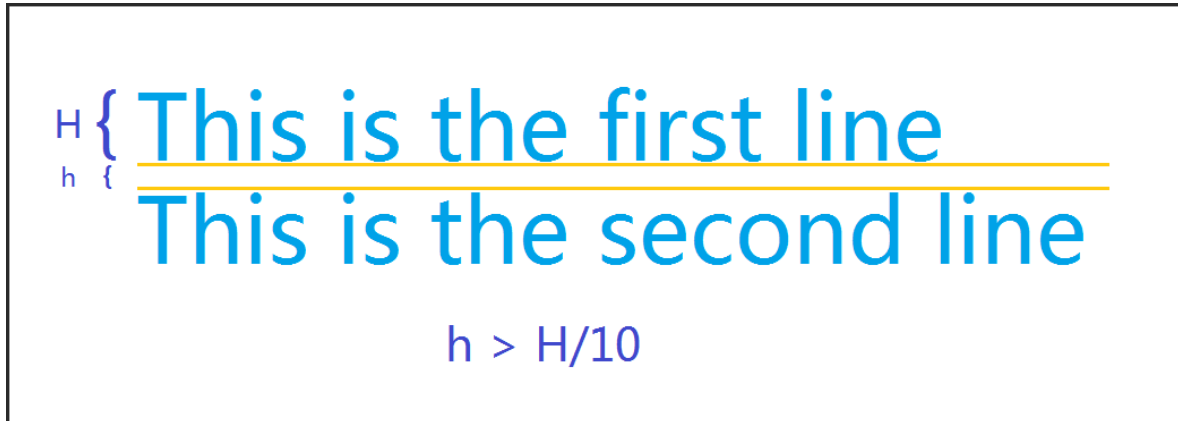 H { This is the first line
h {
This is the second line
h > H/10